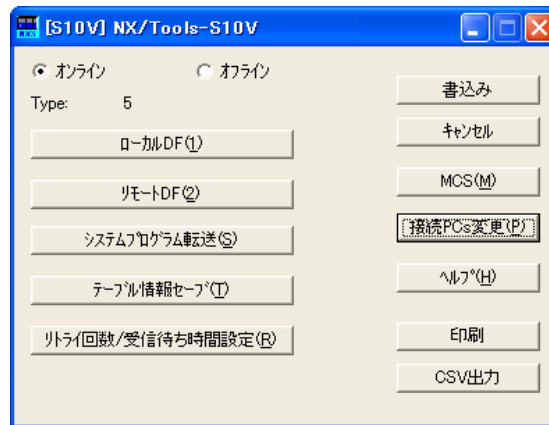 [S10V] NX/Tools-S10V
オンライン オフライン
Type: 5
ローカルDF(1)
リモートDF(2)
システムプログラム転送(S)
テーブル情報セーブ(T)
リトライ回数/受信待ち時間設定(R)
書込み
キャンセル
MCS(M)
接続PCs変更(P)
ヘルプ(H)
印刷
CSV出力